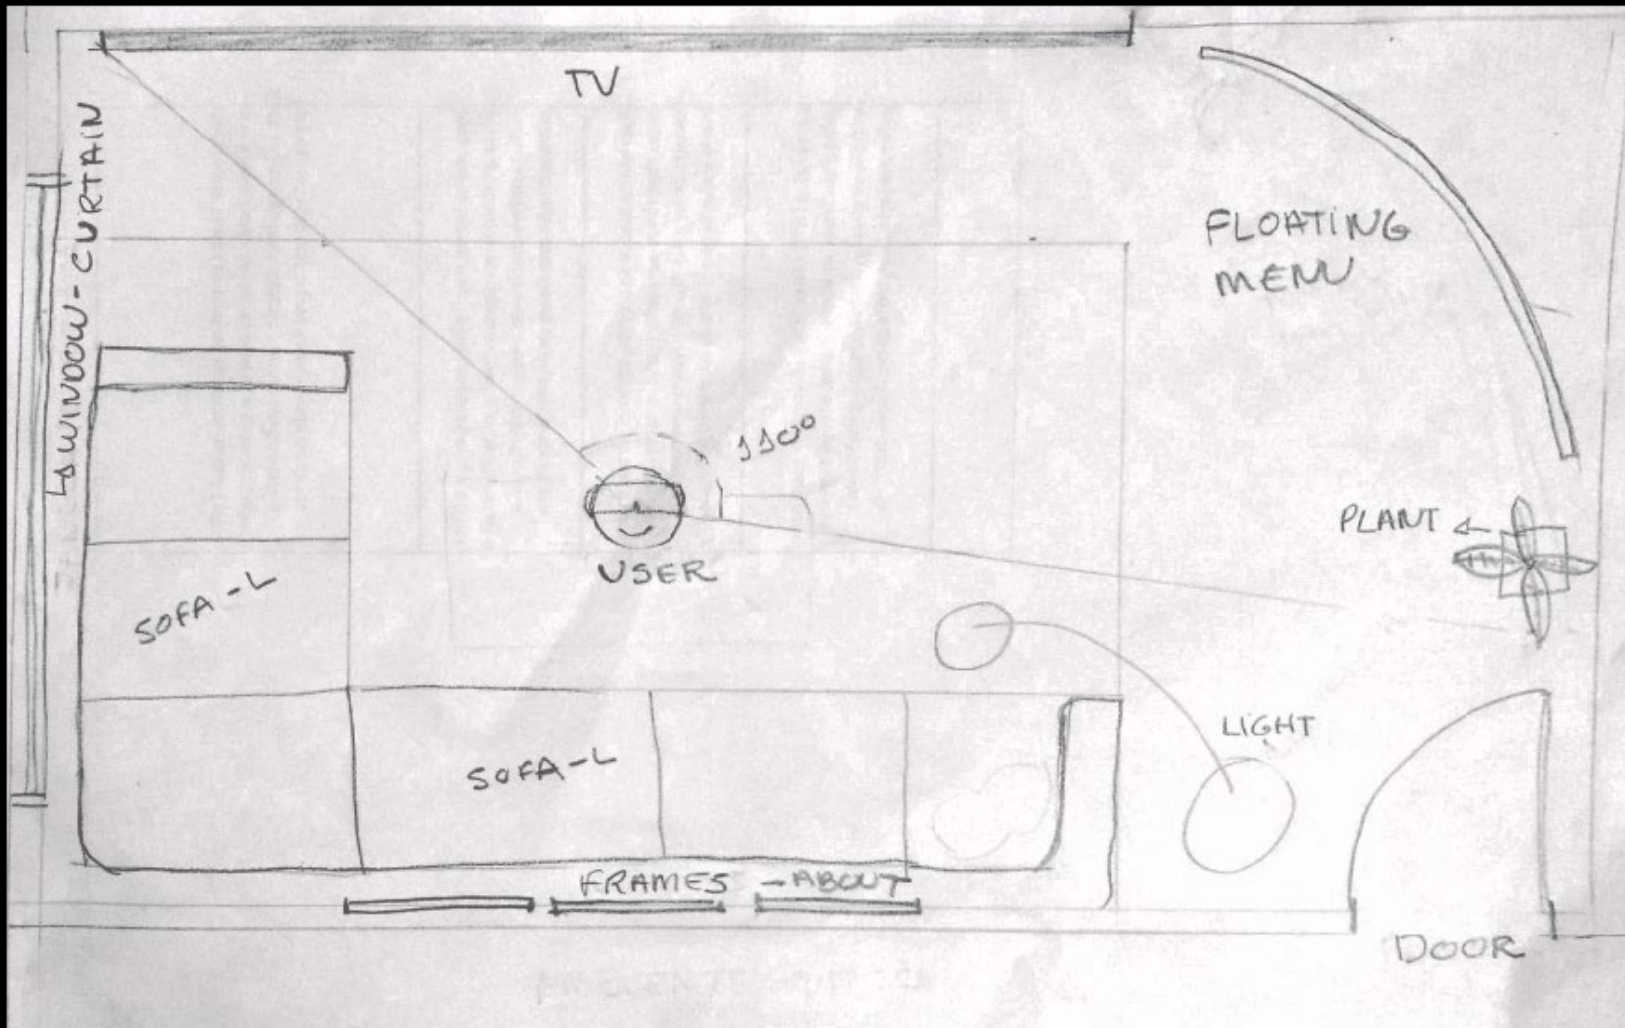 TV
WINDOW - CURTAIN
FLOATING
MENU
110°
PLANT
USER
SOFA - L
LIGHT
SOFA - L
FRAMES - ABOUT
DOOR